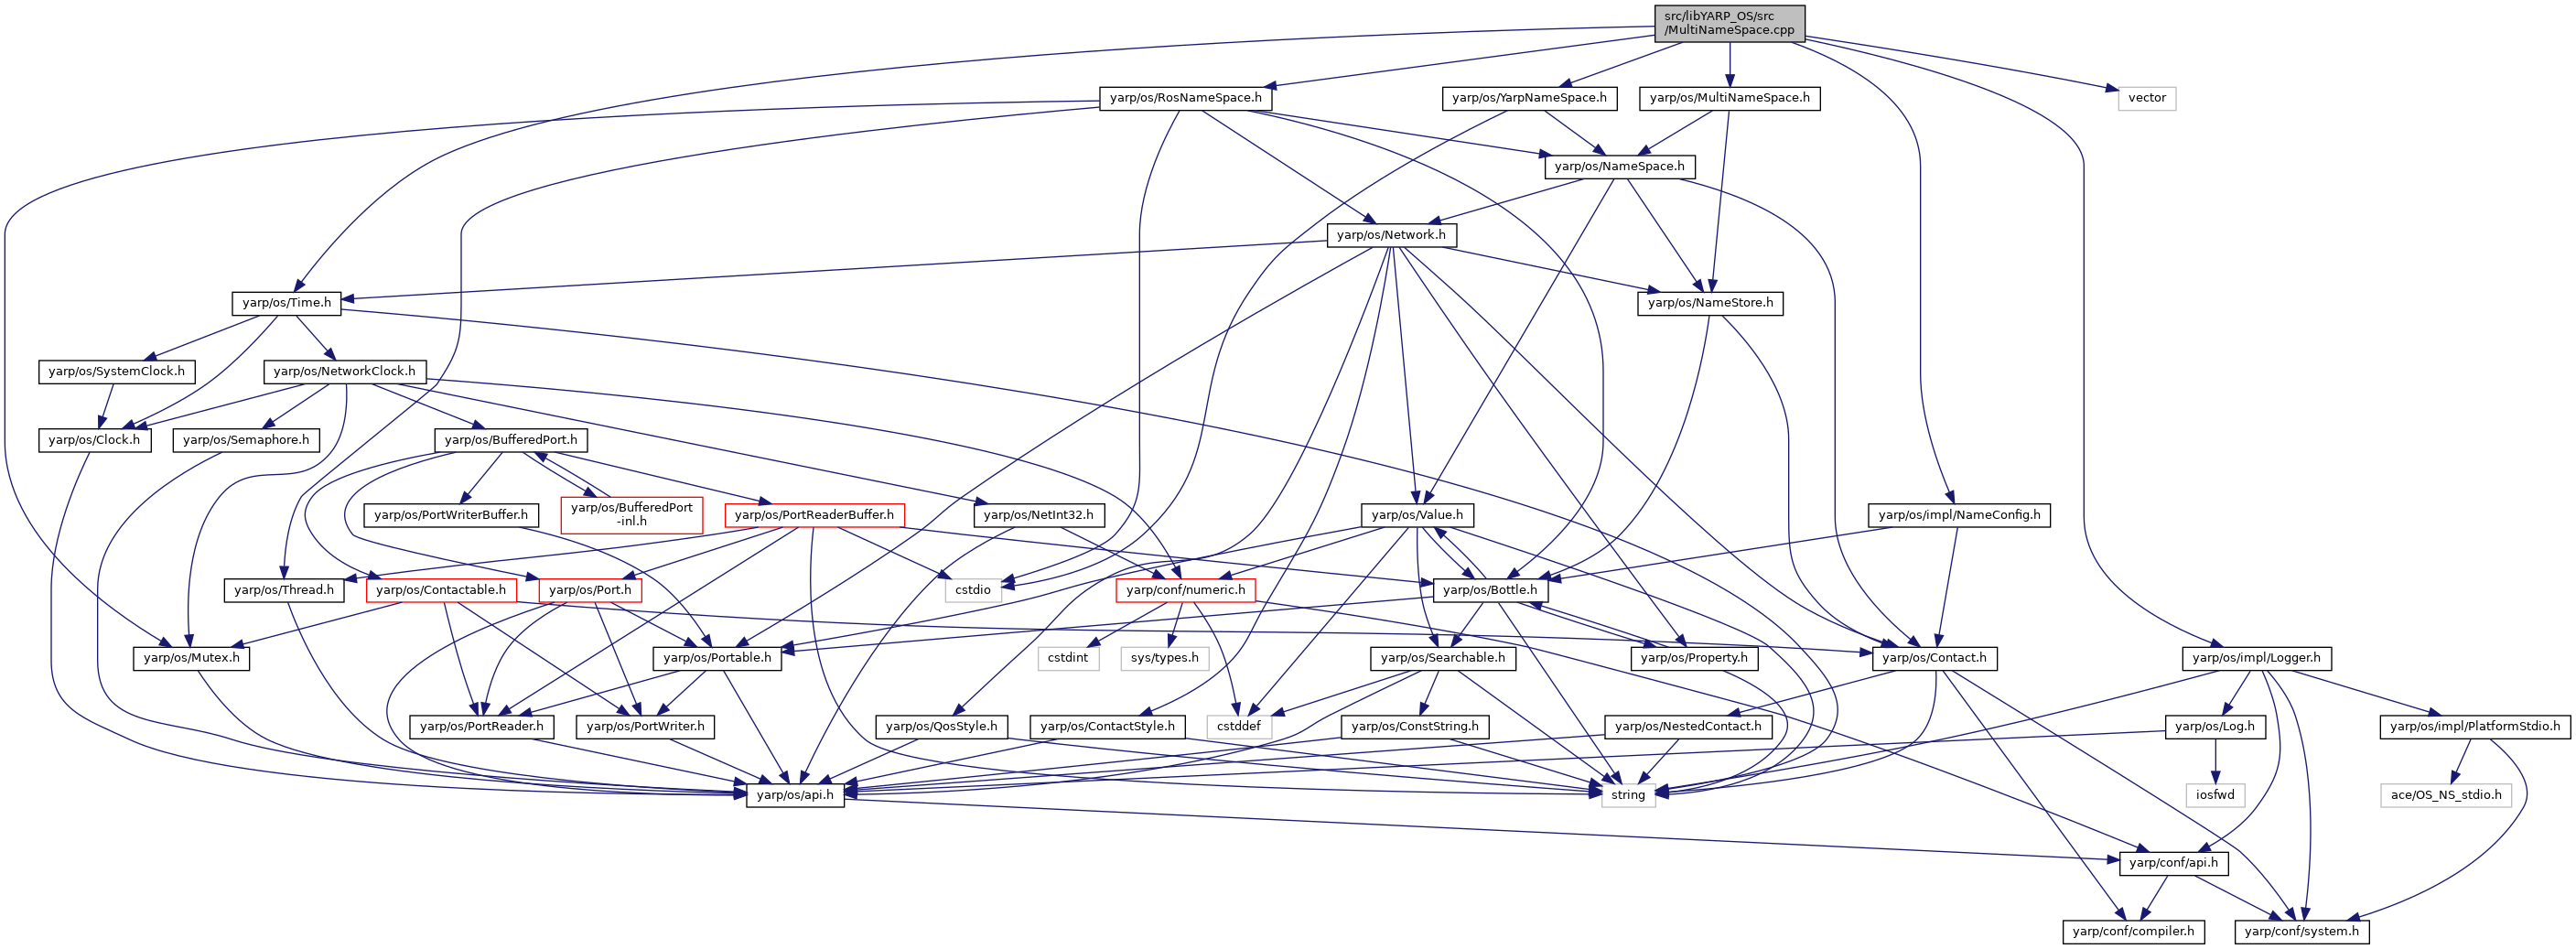 src/libYARP_OS/src
/MultiNameSpace.cpp
yarp/os/RosNameSpace.h
yarp/os/YarpNameSpace.h
yarp/os/MultiNameSpace.h
vector
yarp/os/NameSpace.h
yarp/os/Network.h
yarp/os/Time.h
yarp/os/NameStore.h
yarp/os/SystemClock.h
yarp/os/NetworkClock.h
yarp/os/Clock.h
yarp/os/Semaphore.h
yarp/os/BufferedPort.h
yarp/os/PortWriterBuffer.h
yarp/os/BufferedPort
-inl.h
yarp/os/PortReaderBuffer.h
yarp/os/NetInt32.h
yarp/os/Value.h
yarp/os/impl/NameConfig.h
yarp/os/Thread.h
yarp/os/Contactable.h
yarp/os/Port.h
cstdio
yarp/conf/numeric.h
yarp/os/Bottle.h
yarp/os/Mutex.h
yarp/os/Portable.h
cstdint
sys/types.h
yarp/os/Searchable.h
yarp/os/Property.h
yarp/os/Contact.h
yarp/os/impl/Logger.h
yarp/os/PortReader.h
yarp/os/PortWriter.h
yarp/os/QosStyle.h
yarp/os/ContactStyle.h
cstddef
yarp/os/ConstString.h
yarp/os/NestedContact.h
yarp/os/Log.h
yarp/os/impl/PlatformStdio.h
yarp/os/api.h
string
iosfwd
ace/OS_NS_stdio.h
yarp/conf/api.h
yarp/conf/compiler.h
yarp/conf/system.h